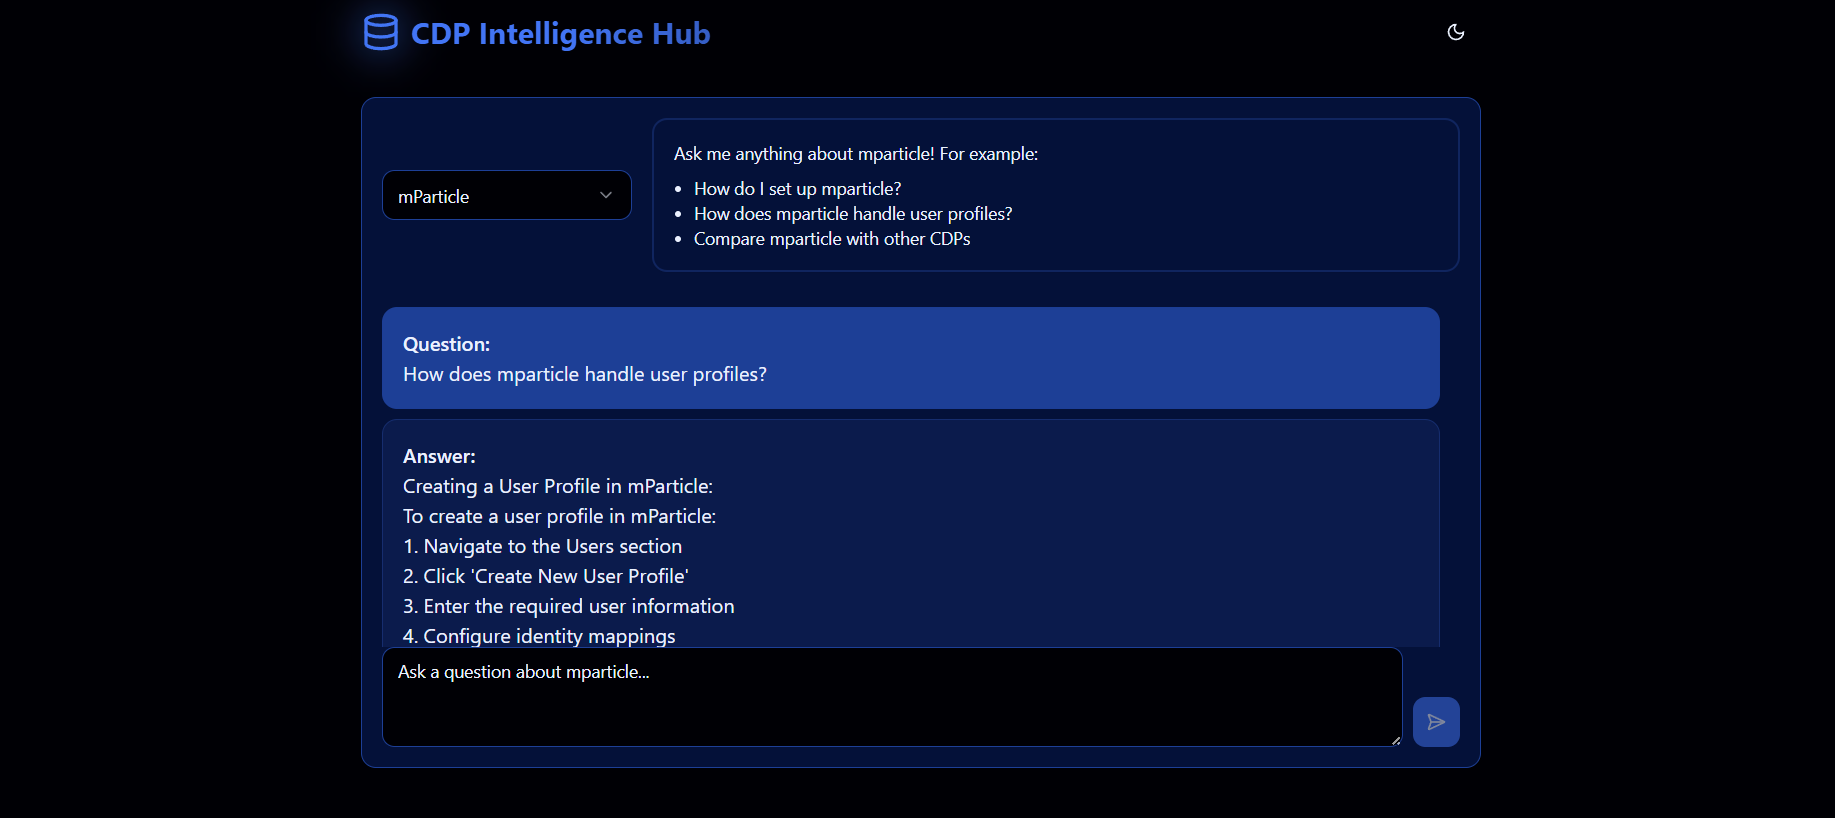 CDP Intelligence Hub
mParticle
Ask me anything about mparticle! For example:
• How do I set up mparticle?
• How does mparticle handle user profiles?
• Compare mparticle with other CDPs
Question:
How does mparticle handle user profiles?
Answer:
Creating a User Profile in mParticle:
To create a user profile in mParticle:
1. Navigate to the Users section
2. Click 'Create New User Profile'
3. Enter the required user information
4. Configure identity mappings
Ask a question about mparticle...